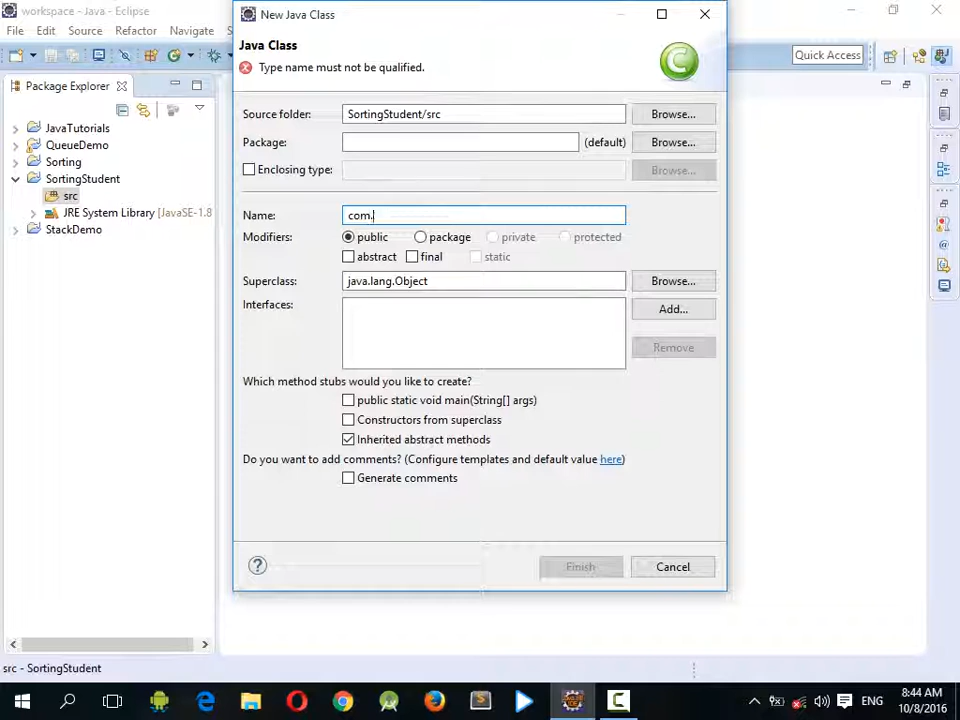 workspace - Java - Eclipse
New Java Class
File Edit Source Refactor Navigate
Java Class
Type name must not be qualified.
Quick Access
Package Explorer
JavaTutorials
QueueDemo
Sorting
SortingStudent
src
JRE System Library [JavaSE-1.8
StackDemo
Source folder: SortingStudent/src Browse...
Package: (default) Browse...
Enclosing type: Browse...
Name: com.
Modifiers: public package private protected
abstract final static
Superclass: java.lang.Object Browse...
Interfaces: Add...
Remove
Which method stubs would you like to create?
public static void main(String[] args)
Constructors from superclass
Inherited abstract methods
Do you want to add comments? (Configure templates and default value here)
Generate comments
Finish Cancel
src - SortingStudent
ENG
8:44 AM
10/8/2016